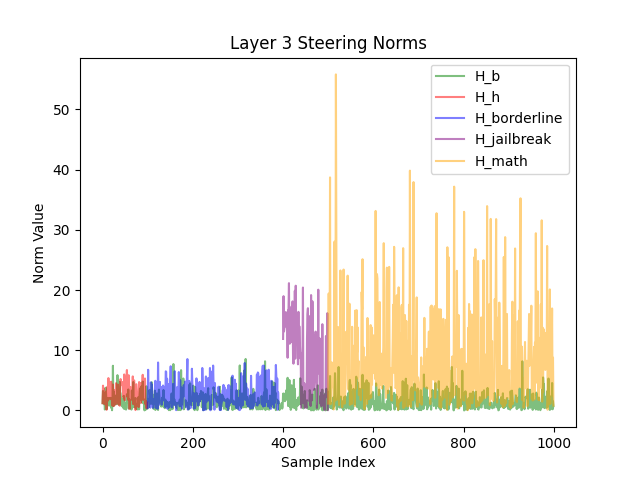 Layer 3 Steering Norms
H_b
H_h
H_borderline
H_jailbreak
H_math
Norm Value
50
40
30
20
10
0
0 200 400 600 800 1000
Sample Index